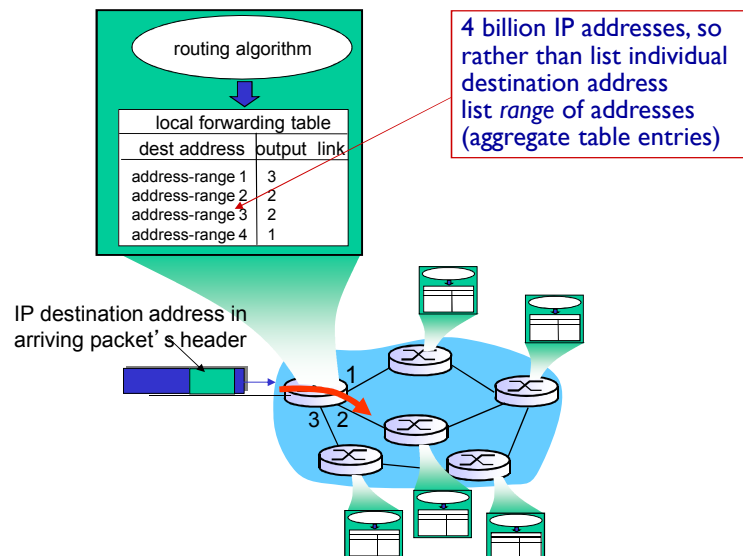 routing algorithm
local forwarding table
dest address output link
address-range 1 3
address-range 2 2
address-range 3 2
address-range 4 1
4 billion IP addresses, so
rather than list individual
destination address
list range of addresses
(aggregate table entries)
IP destination address in
arriving packet's header
1
3 2